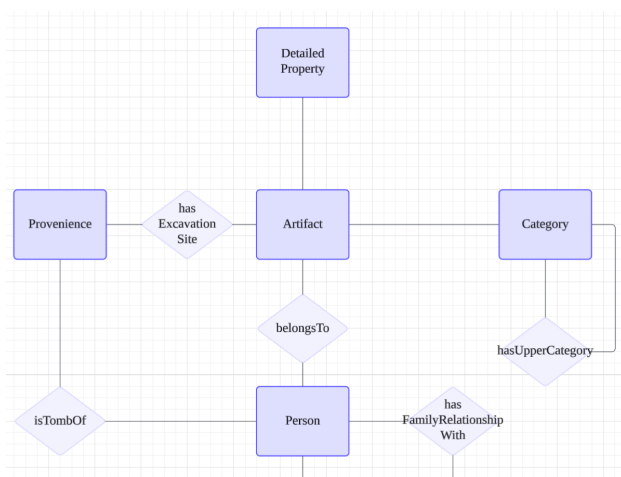 Detailed
Property
Provenience
has
Excavation
Site
Artifact
Category
belongsTo
hasUpperCategory
isTombOf
Person
has
FamilyRelationship
With